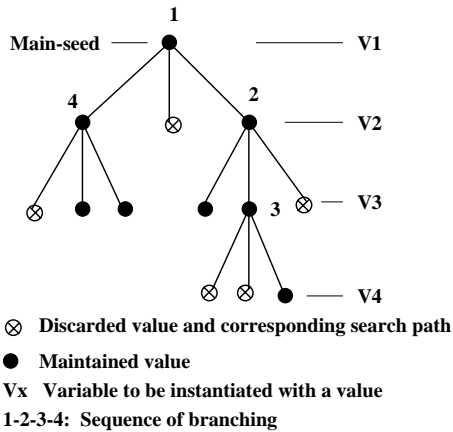 1
Main-seed V1
4 2 V2
V3
3
V4
Discarded value and corresponding search path
Maintained value
Vx Variable to be instantiated with a value
1-2-3-4: Sequence of branching